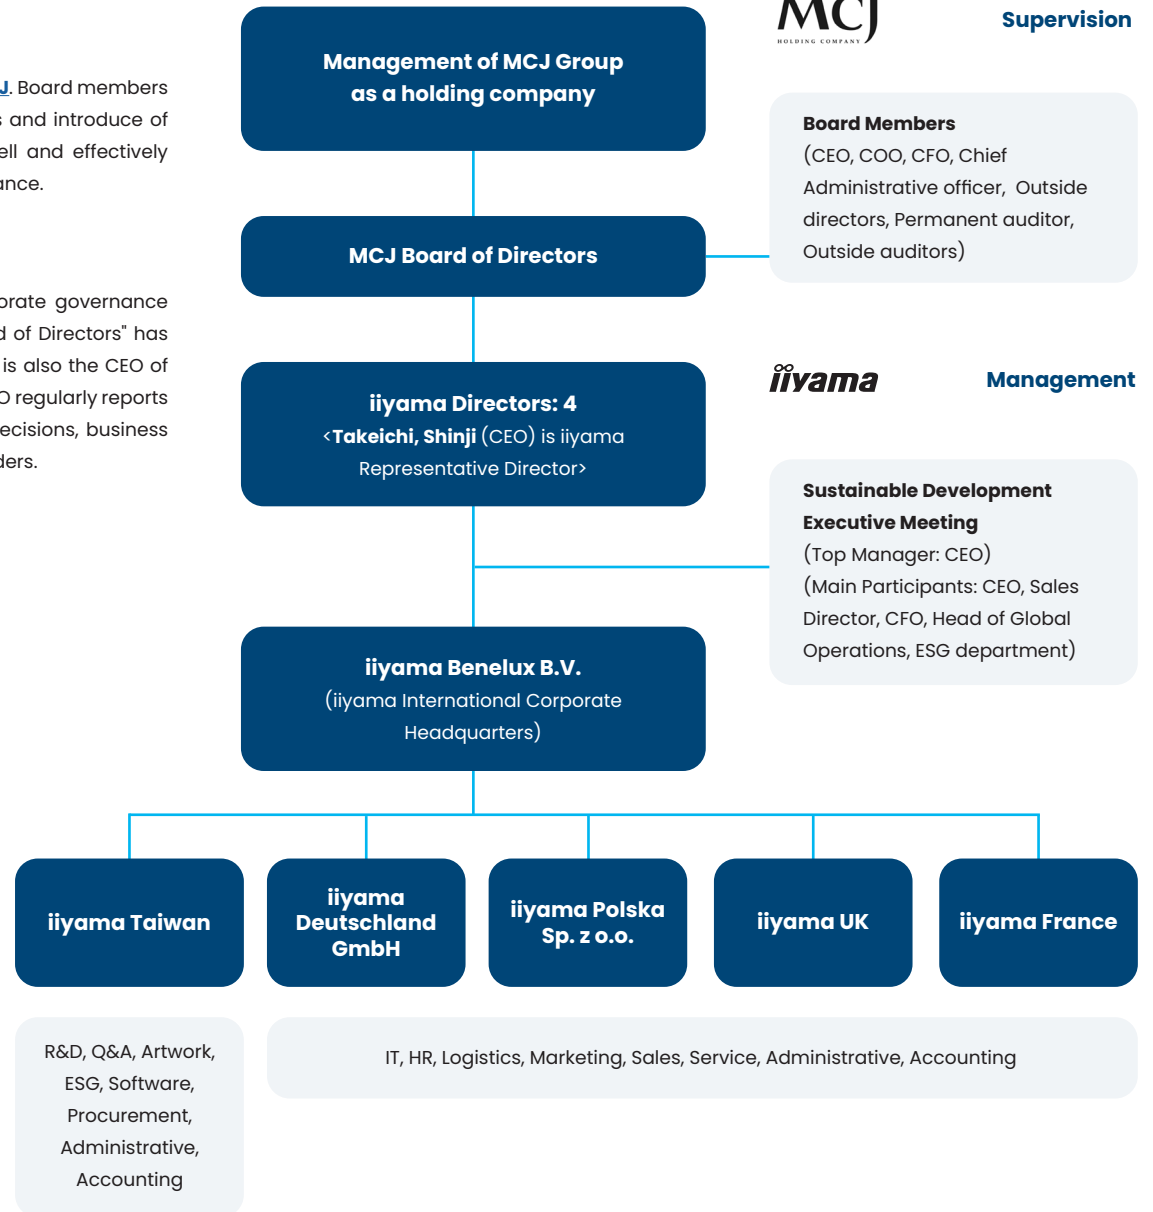 MCJ
HOLDING COMPANY
Supervision
Management of MCJ Group
as a holding company
J. Board members
s and introduce of
ell and effectively
ance.
Board Members
(CEO, COO, CFO, Chief
Administrative officer, Outside
directors, Permanent auditor,
Outside auditors)
MCJ Board of Directors
orate governance
d of Directors" has
is also the CEO of
O regularly reports
ecisions, business
ders.
iiyama
Management
iiyama Directors: 4
<Takeichi, Shinji (CEO) is iiyama
Representative Director>
Sustainable Development
Executive Meeting
(Top Manager: CEO)
(Main Participants: CEO, Sales
Director, CFO, Head of Global
Operations, ESG department)
iiyama Benelux B.V.
(iiyama International Corporate
Headquarters)
iiyama Taiwan
iiyama
Deutschland
GmbH
iiyama Polska
Sp. z o.o.
iiyama UK
iiyama France
R&D, Q&A, Artwork,
ESG, Software,
Procurement,
Administrative,
Accounting
IT, HR, Logistics, Marketing, Sales, Service, Administrative, Accounting